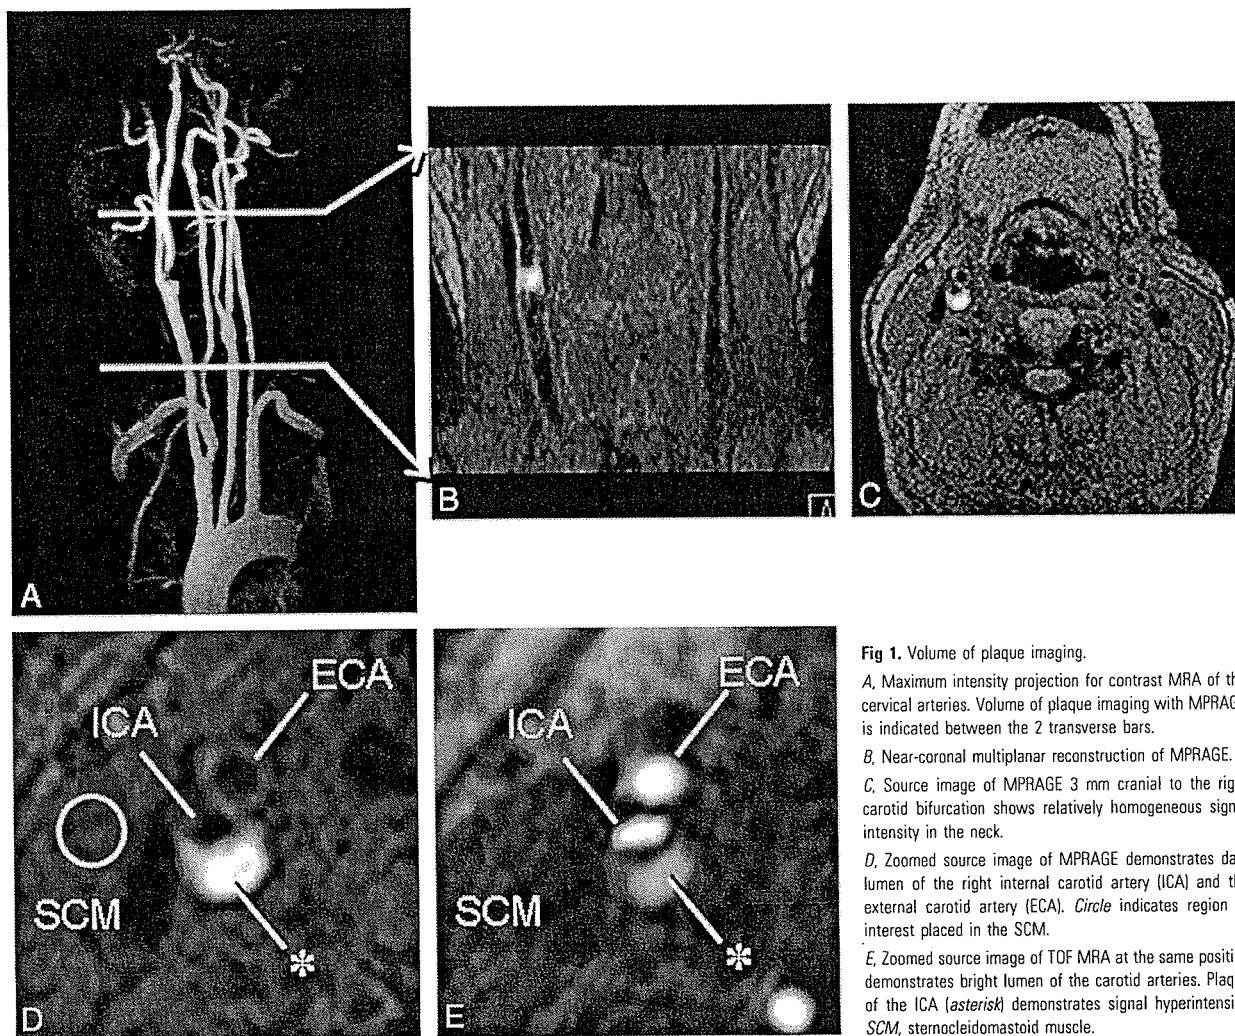 A
B
A
C
ECA
ICA
SCM
*
D
ECA
ICA
SCM
*
E
Fig 1. Volume of plaque imaging.
A, Maximum intensity projection for contrast MRA of th
cervical arteries. Volume of plaque imaging with MPRAG
is indicated between the 2 transverse bars.
B, Near-coronal multiplanar reconstruction of MPRAGE.
C, Source image of MPRAGE 3 mm cranial to the rig
carotid bifurcation shows relatively homogeneous sign
intensity in the neck.
D, Zoomed source image of MPRAGE demonstrates da
lumen of the right internal carotid artery (ICA) and th
external carotid artery (ECA). Circle indicates region
interest placed in the SCM.
E, Zoomed source image of TOF MRA at the same positi
demonstrates bright lumen of the carotid arteries. Plaq
of the ICA (asterisk) demonstrates signal hyperintensi
SCM, sternocleidomastoid muscle.